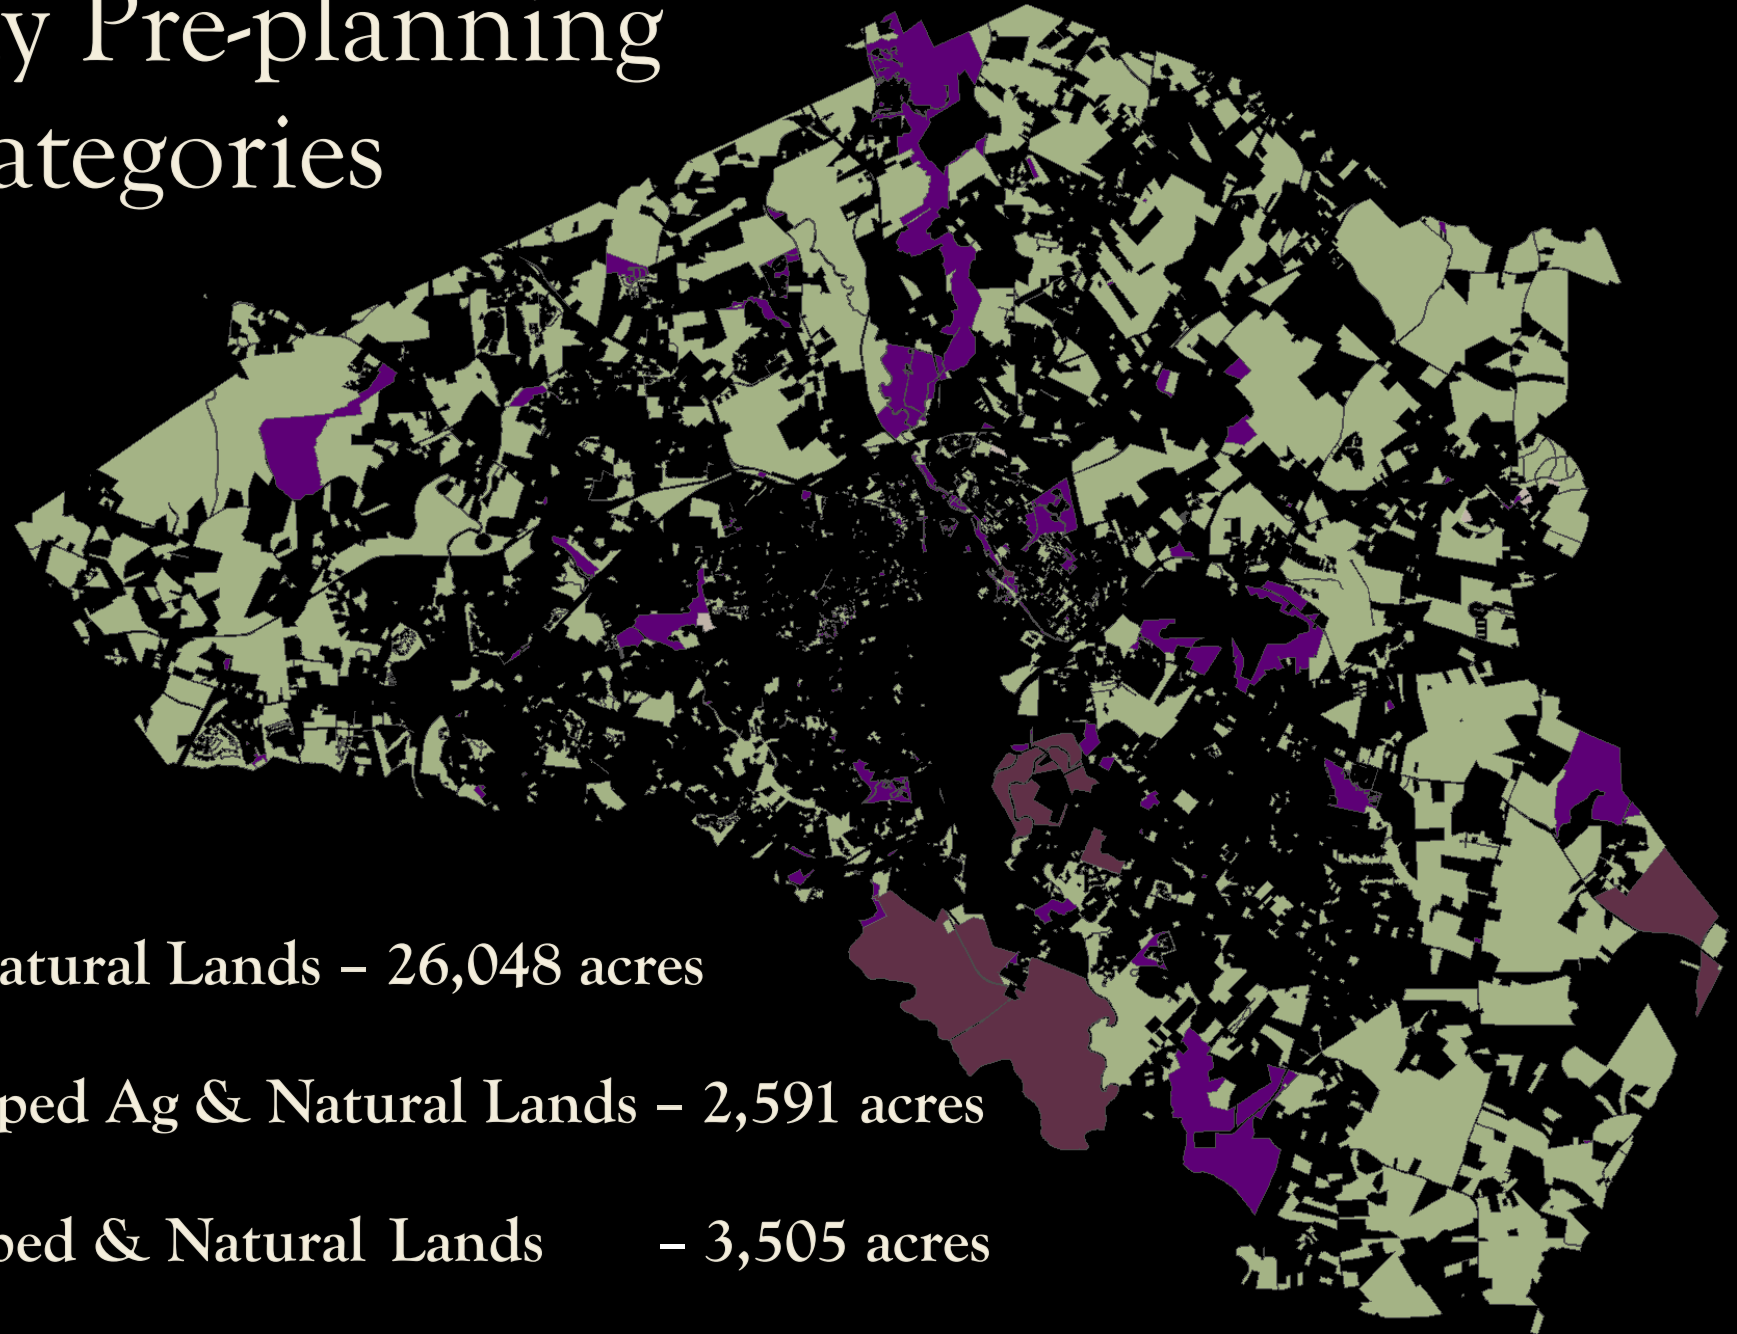 y Pre-planning
ategories
atural Lands – 26,048 acres
ped Ag & Natural Lands – 2,591 acres
ped & Natural Lands – 3,505 acres